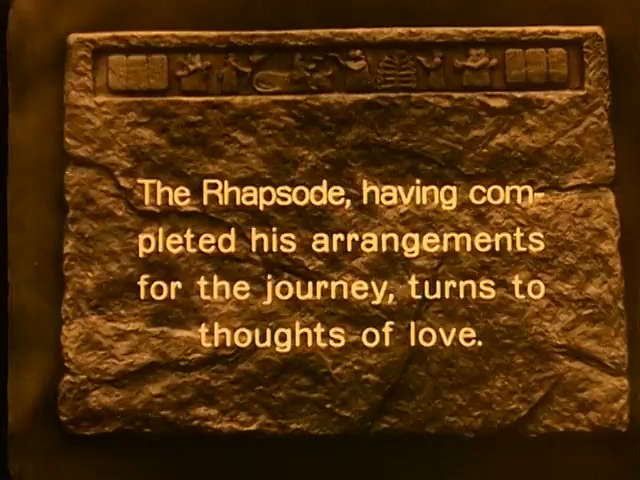 The Rhapsode, having com-
pleted his arrangements
for the journey, turns to
thoughts of love.